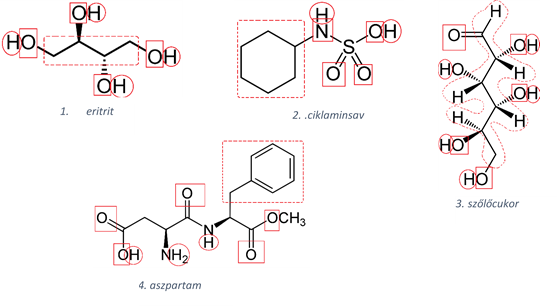 OH
HO
OH
OH
1. eritrit
H
N
S
OH
O O
2. .ciklaminsav
H
O
OH
HO H
H OH
H H
HO
HO
3. szőlőcukor
O
O
OCH₃
OH
NH₂
N
H
O
4. aszpartam